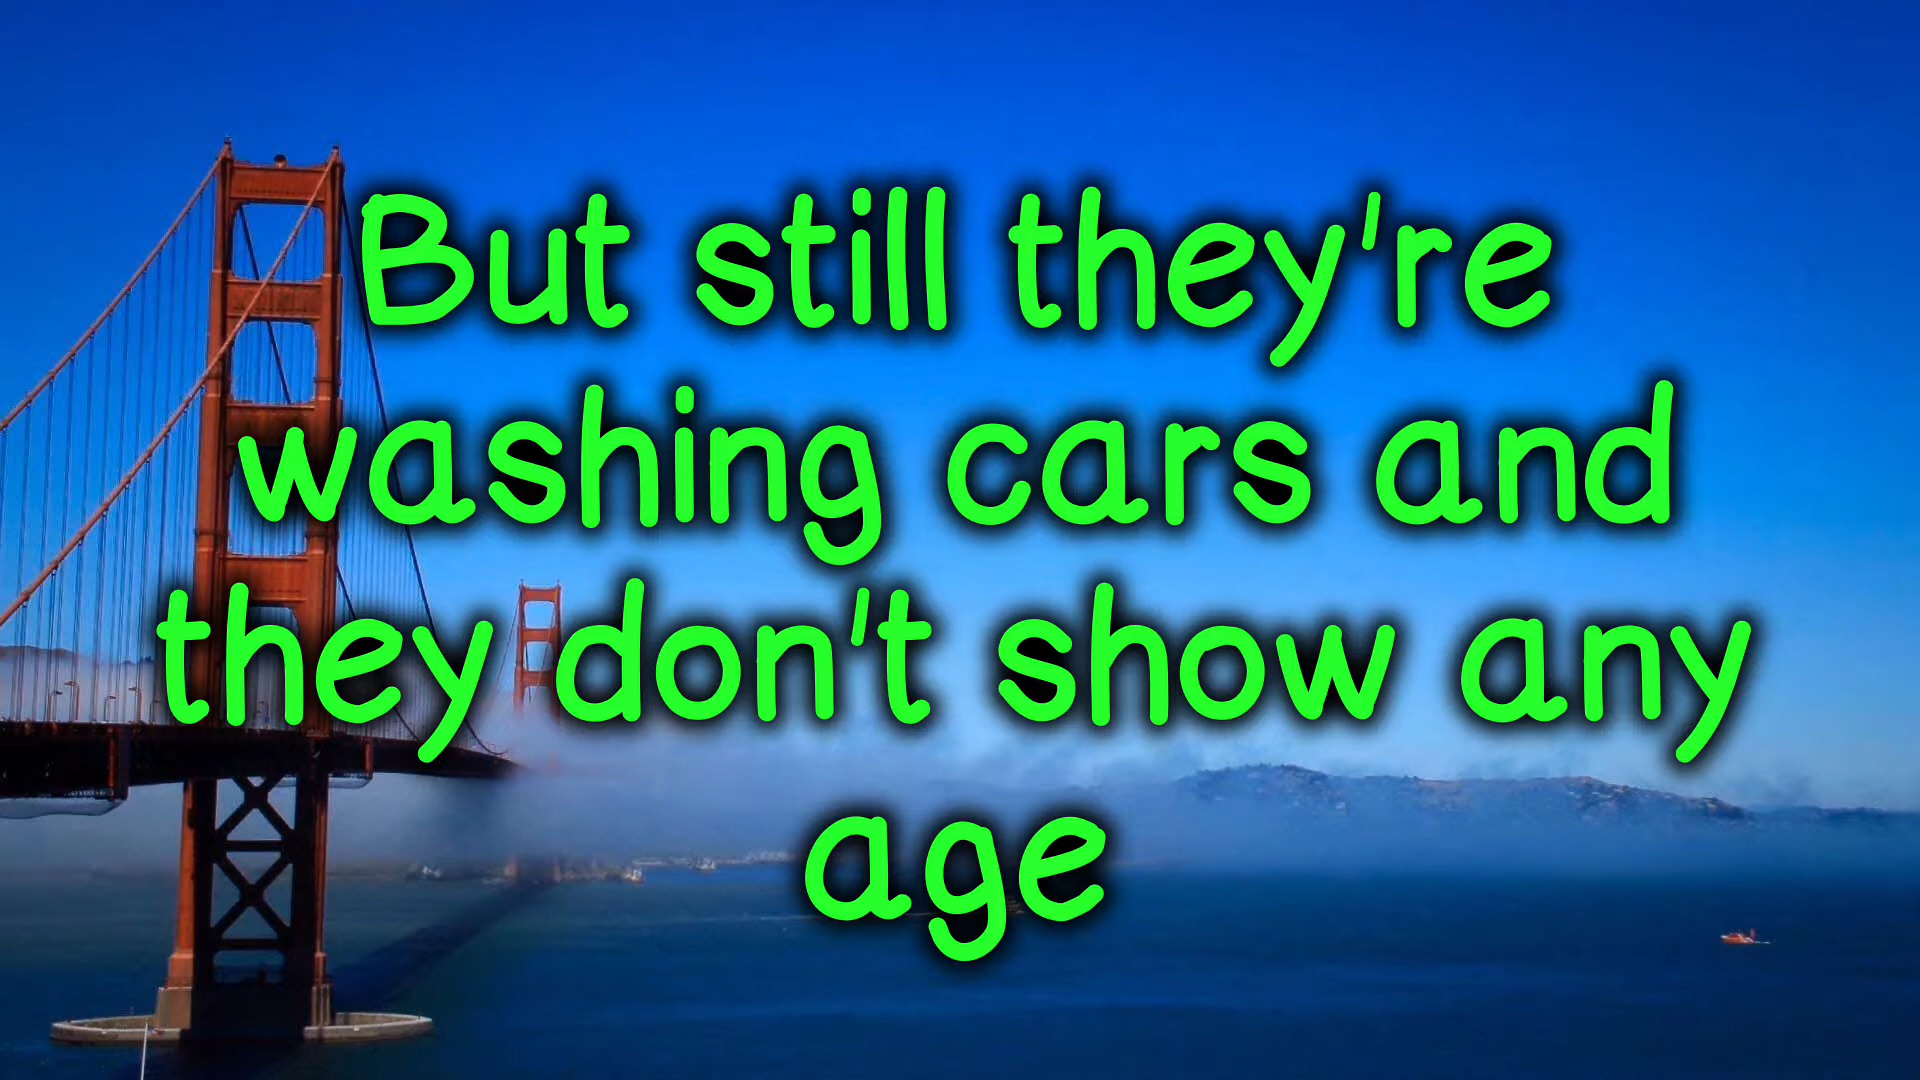 But still they're
washing cars and
they don't show any
age